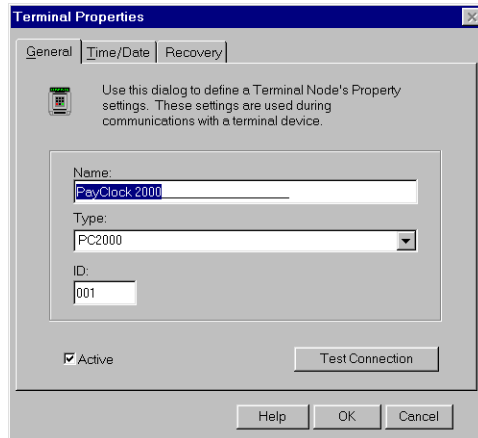 Terminal Properties
General Time/Date Recovery
Use this dialog to define a Terminal Node's Property
settings. These settings are used during
communications with a terminal device.
Name:
PayClock 2000
Type:
PC2000
ID:
001
Active Test Connection
Help OK Cancel